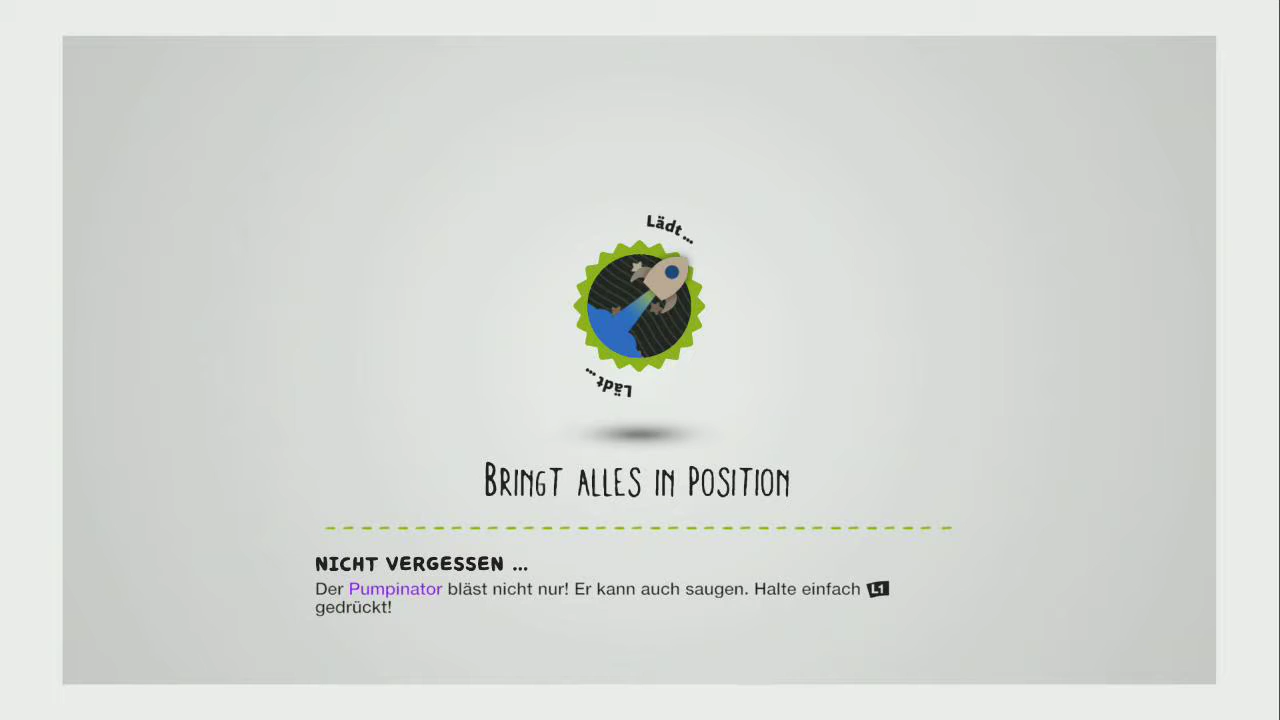 Lädt ...
Lädt ...
Bringt alles in Position
NICHT VERGESSEN ...
Der Pumpinator bläst nicht nur! Er kann auch saugen. Halte einfach L1
gedrückt!